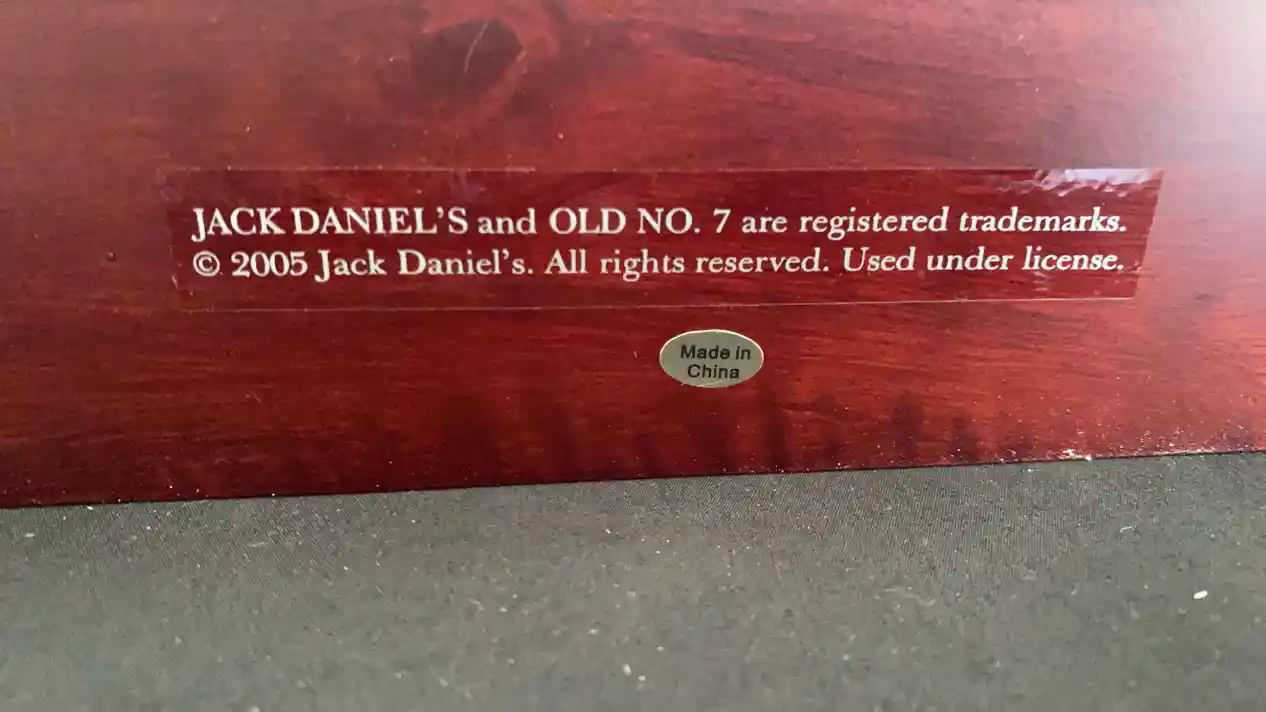 JACK DANIEL'S and OLD NO. 7 are registered trademarks.
© 2005 Jack Daniel's. All rights reserved. Used under license.
Made in
China